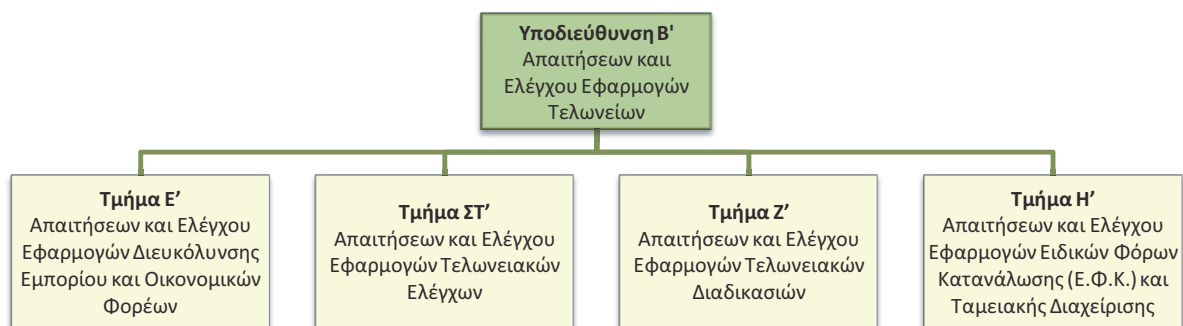 Υποδιεύθυνση Β'
Απαιτήσεων καιι
Ελέγχου Εφαρμογών
Τελωνείων
Τμήμα Ε’
Απαιτήσεων και Ελέγχου
Εφαρμογών Διευκόλυνσης
Εμπορίου και Οικονομικών
Φορέων
Τμήμα ΣΤ’
Απαιτήσεων και Ελέγχου
Εφαρμογών Τελωνειακών
Ελέγχων
Τμήμα Ζ’
Απαιτήσεων και Ελέγχου
Εφαρμογών Τελωνειακών
Διαδικασιών
Τμήμα Η’
Απαιτήσεων και Ελέγχου
Εφαρμογών Ειδικών Φόρων
Κατανάλωσης (Ε.Φ.Κ.) και
Ταμειακής Διαχείρισης